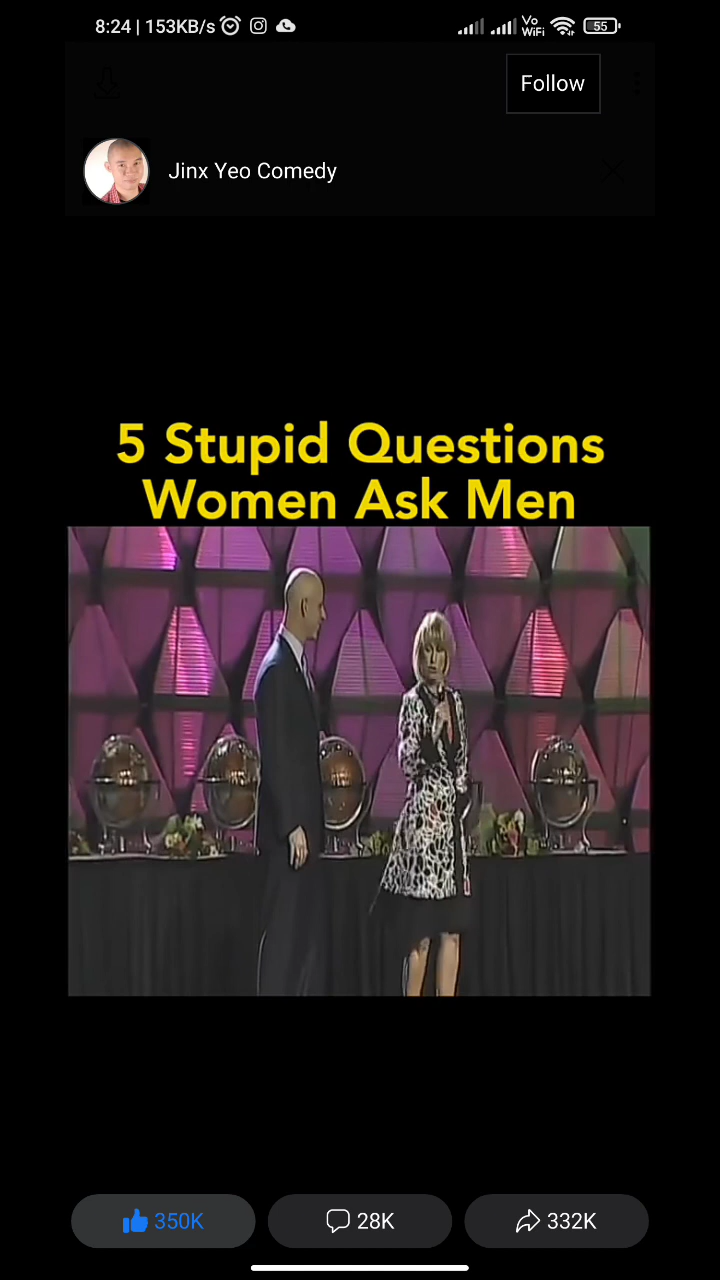 8:24 | 153KB/s
Vo
WiFi
55
Follow
Jinx Yeo Comedy
5 Stupid Questions
Women Ask Men
350K
28K
332K